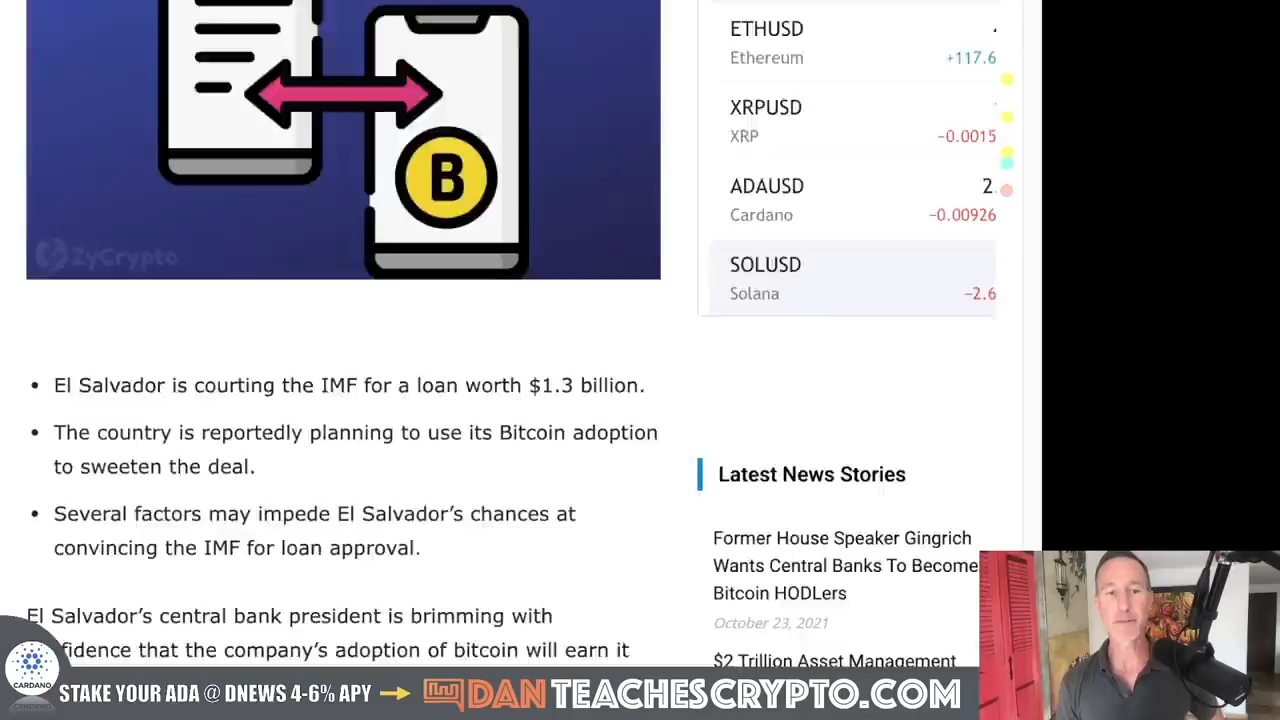 B
ZyCrypto
El Salvador is courting the IMF for a loan worth $1.3 billion.
The country is reportedly planning to use its Bitcoin adoption
to sweeten the deal.
Several factors may impede El Salvador’s chances at
convincing the IMF for loan approval.
El Salvador’s central bank president is brimming with
fidence that the company’s adoption of bitcoin will earn it
ETHUSD
Ethereum +117.6
XRPUSD
XRP −0.0015
ADAUSD 2.
Cardano −0.00926
SOLUSD
Solana −2.6
Latest News Stories
Former House Speaker Gingrich
Wants Central Banks To Become
Bitcoin HODLers
October 23, 2021
$2 Trillion Asset Management
CARDANO
STAKE YOUR ADA @ DNEWS 4-6% APY
DANTEACHESCRYPTO.COM